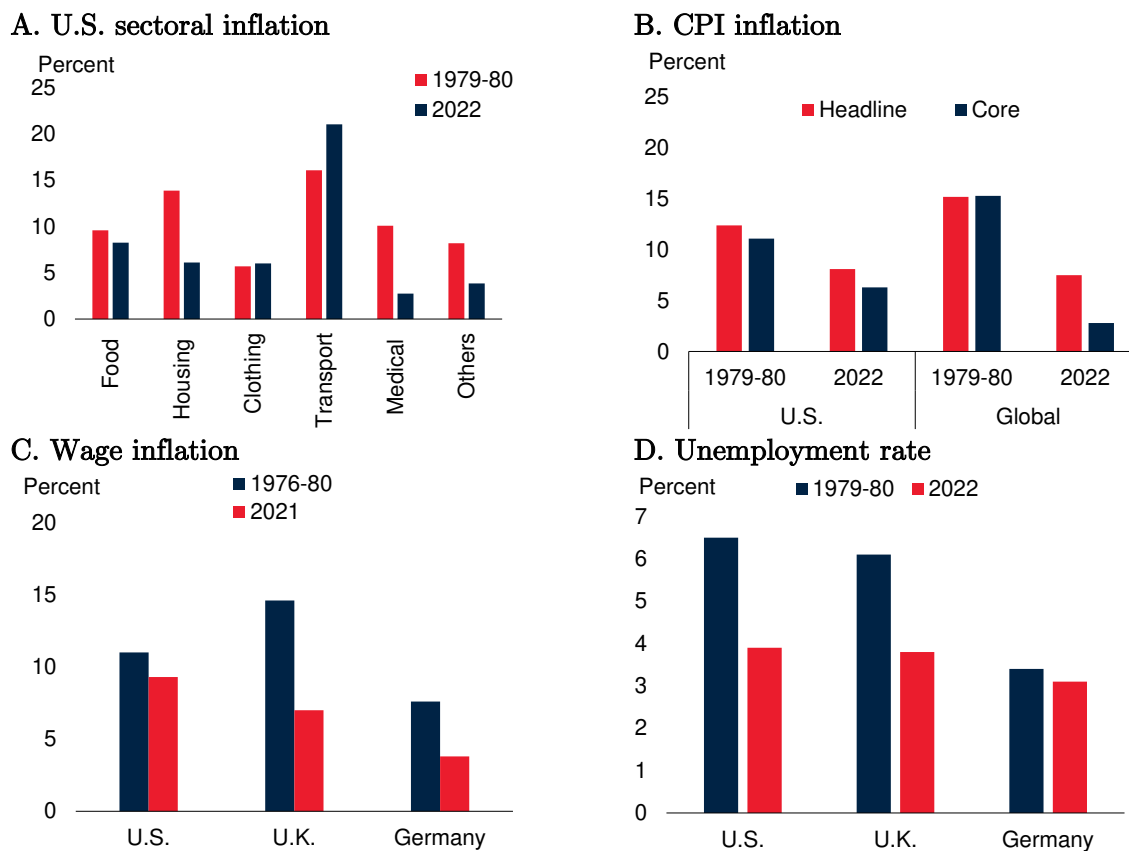 A. U.S. sectoral inflation
Percent
1979-80
2022
25
20
15
10
5
0
Food
Housing
Clothing
Transport
Medical
Others
B. CPI inflation
Percent
Headline Core
25
20
15
10
5
0
1979-80 2022 1979-80 2022
U.S. Global
C. Wage inflation
Percent
1976-80
2021
20
15
10
5
0
U.S. U.K. Germany
D. Unemployment rate
Percent
1979-80 2022
7
6
5
4
3
2
1
0
U.S. U.K. Germany